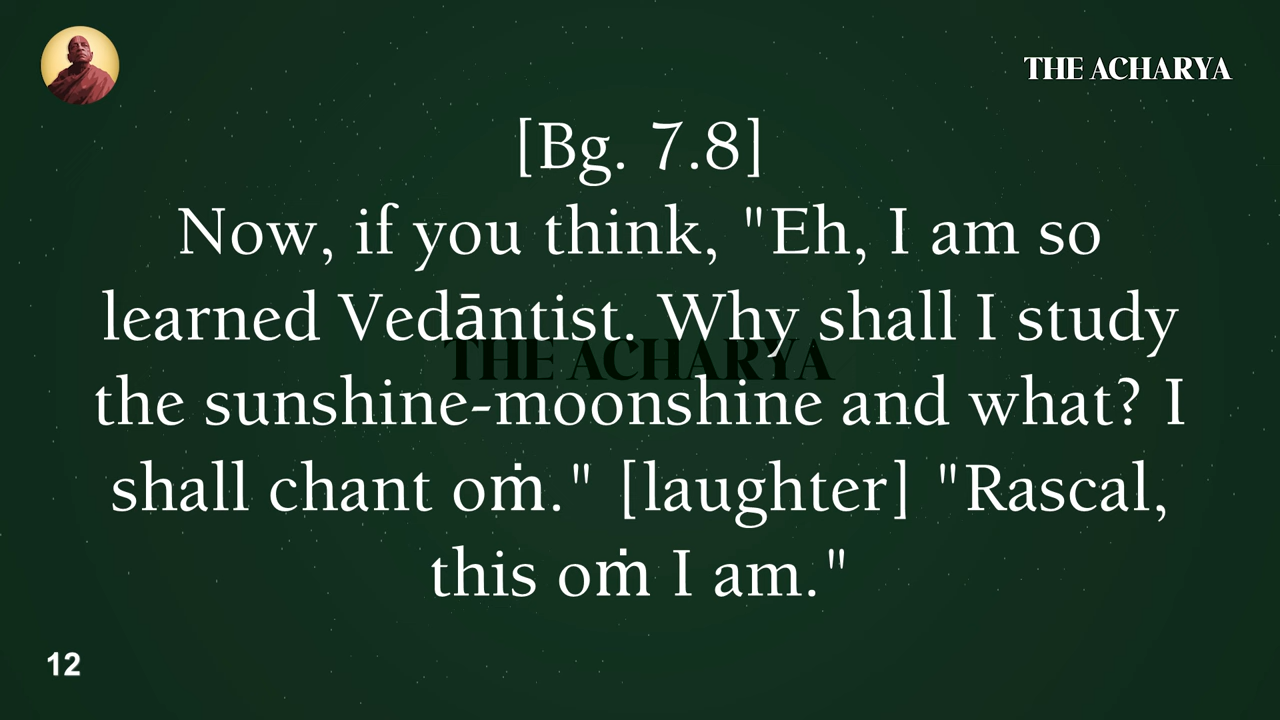 THE ACHARYA
[Bg. 7.8]
Now, if you think, "Eh, I am so
learned Vedāntist. Why shall I study
THE ACHARYA
the sunshine-moonshine and what? I
shall chant oṁ." [laughter] "Rascal,
this oṁ I am."
12